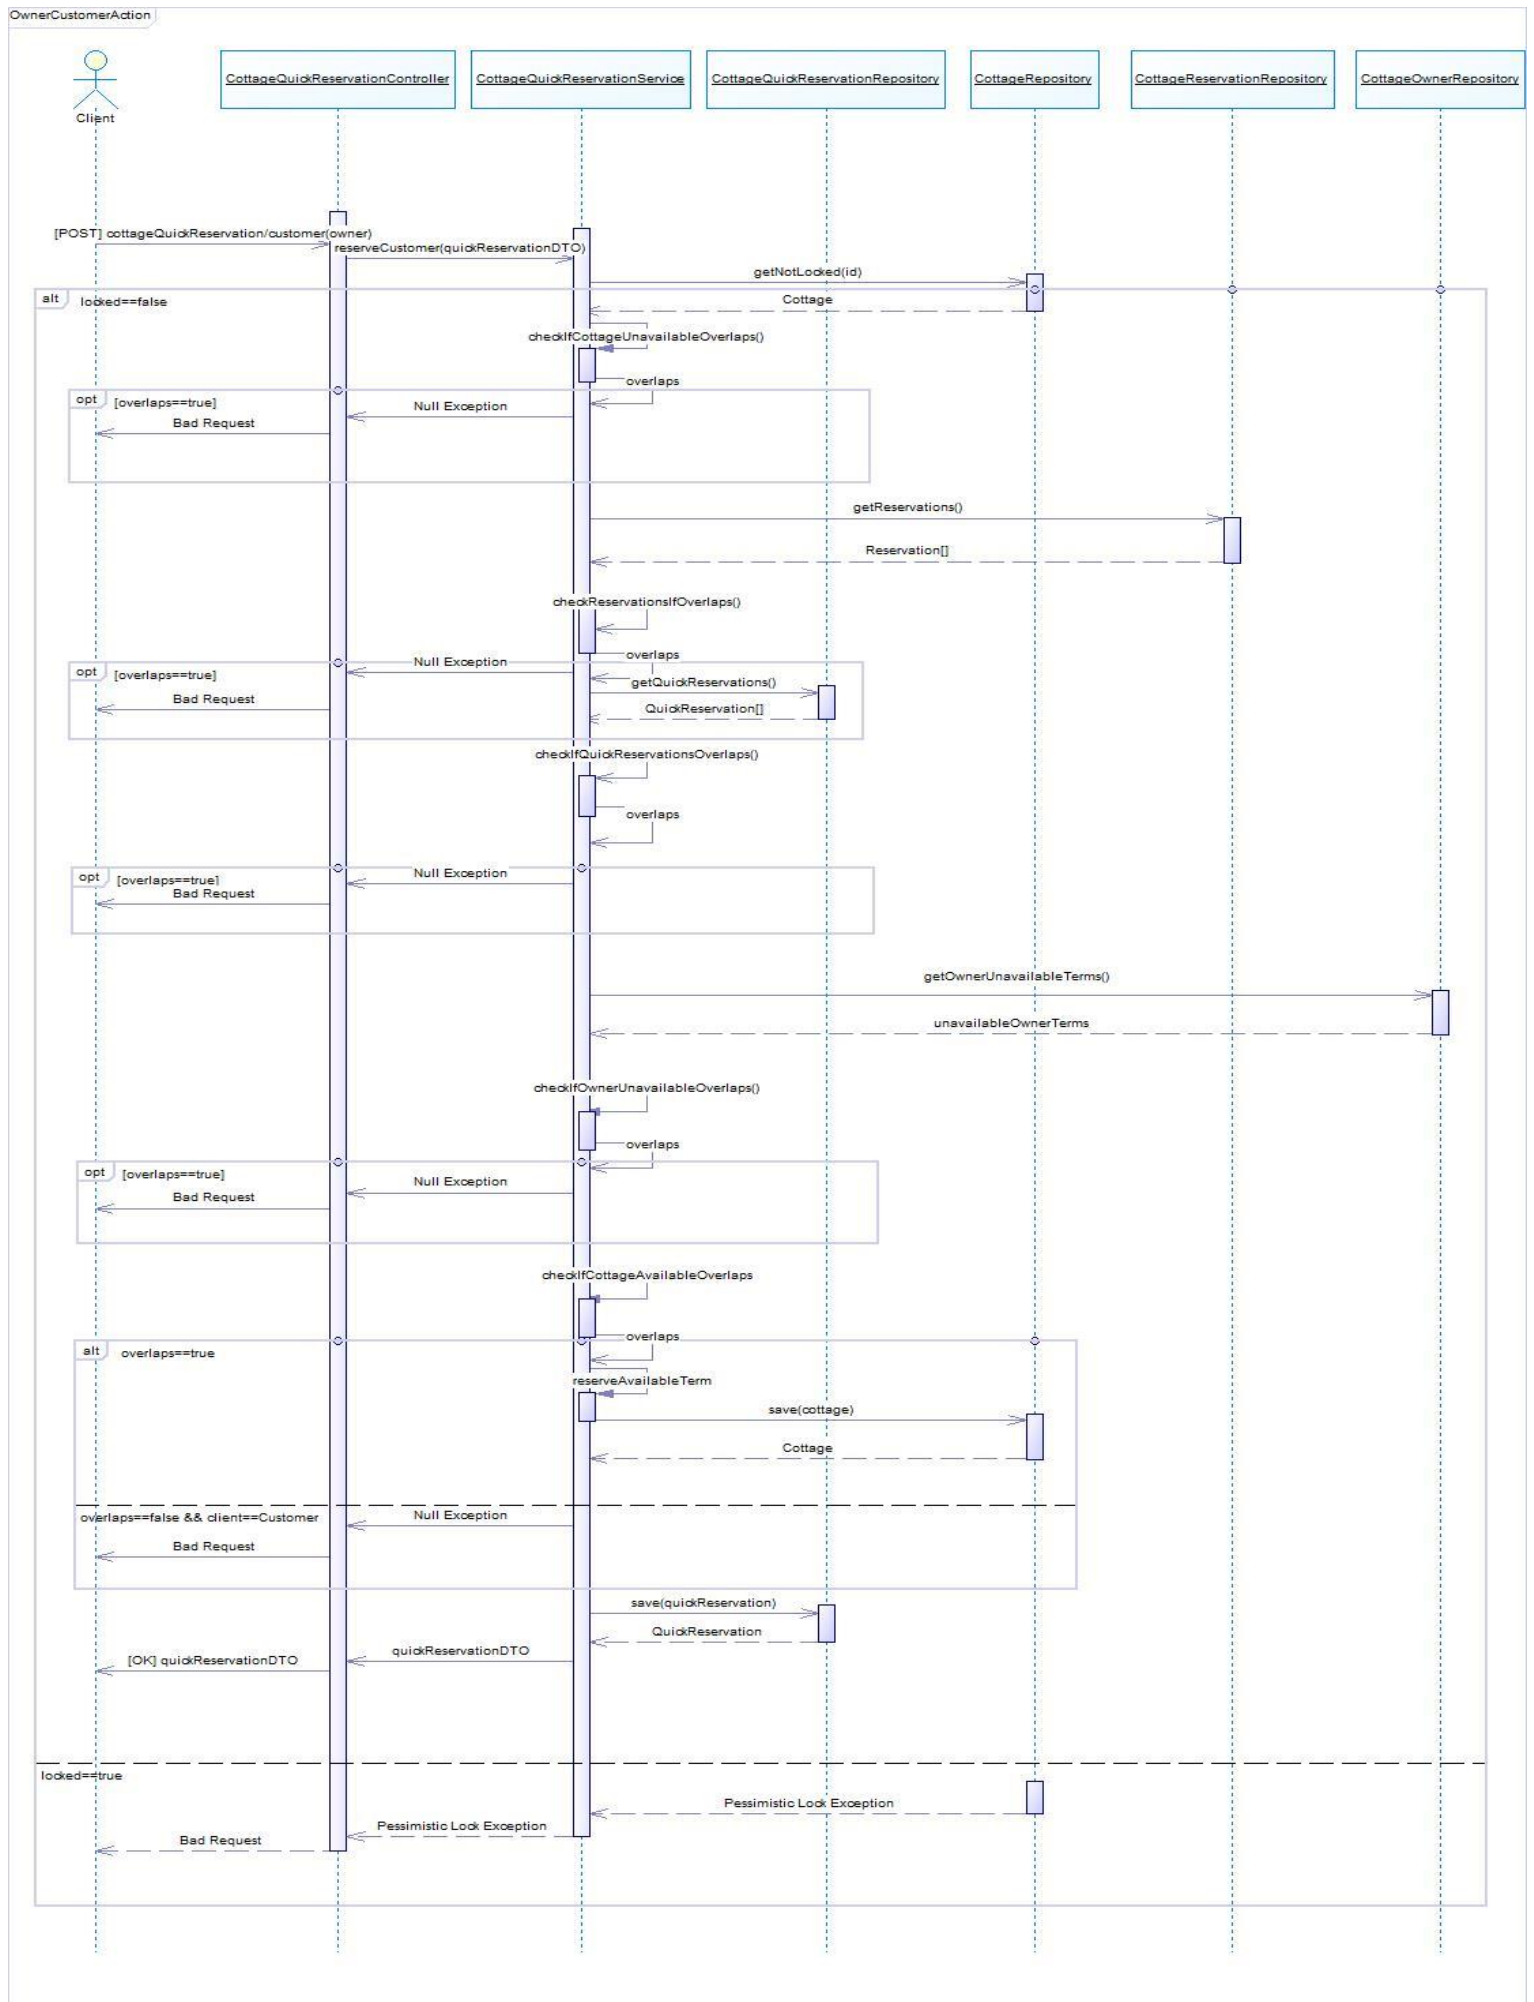 OwnerCustomerAction
CottageQuickReservationController
CottageQuickReservationService
CottageQuickReservationRepository
CottageRepository
CottageReservationRepository
CottageOwnerRepository
Client
[POST] cottageQuickReservation/customer(owner)
reserveCustomer(quickReservationDTO)
getNotLocked(id)
alt
locked==false
Cottage
checkIfCottageUnavailableOverlaps()
overlaps
opt
[overlaps==true]
Null Exception
Bad Request
getReservations()
Reservation[]
checkReservationsIfOverlaps()
overlaps
opt
[overlaps==true]
Null Exception
getQuickReservations()
Bad Request
QuickReservation[]
checkIfQuickReservationsOverlaps()
overlaps
opt
[overlaps==true]
Null Exception
Bad Request
getOwnerUnavailableTerms()
unavailableOwnerTerms
checkIfOwnerUnavailableOverlaps()
overlaps
opt
[overlaps==true]
Null Exception
Bad Request
checkIfCottageAvailableOverlaps
overlaps
alt
overlaps==true
reserveAvailableTerm
save(cottage)
Cottage
overlaps==false && client==Customer
Null Exception
Bad Request
save(quickReservation)
QuickReservation
quickReservationDTO
[OK] quickReservationDTO
locked==true
Pessimistic Lock Exception
Pessimistic Lock Exception
Bad Request